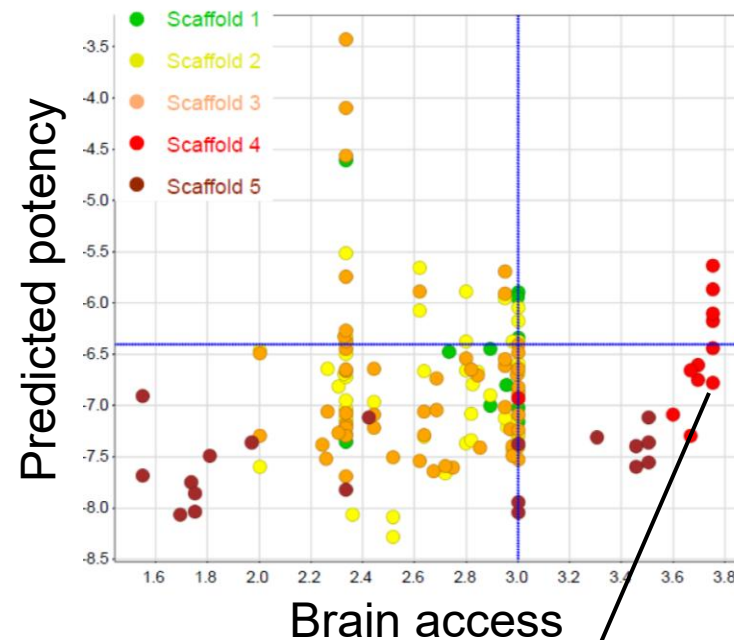 Scaffold 1
Scaffold 2
Scaffold 3
Scaffold 4
Scaffold 5
Predicted potency
-3.5
-4.0
-4.5
-5.0
-5.5
-6.0
-6.5
-7.0
-7.5
-8.0
-8.5
1.6 1.8 2.0 2.2 2.4 2.6 2.8 3.0 3.2 3.4 3.6 3.8
Brain access